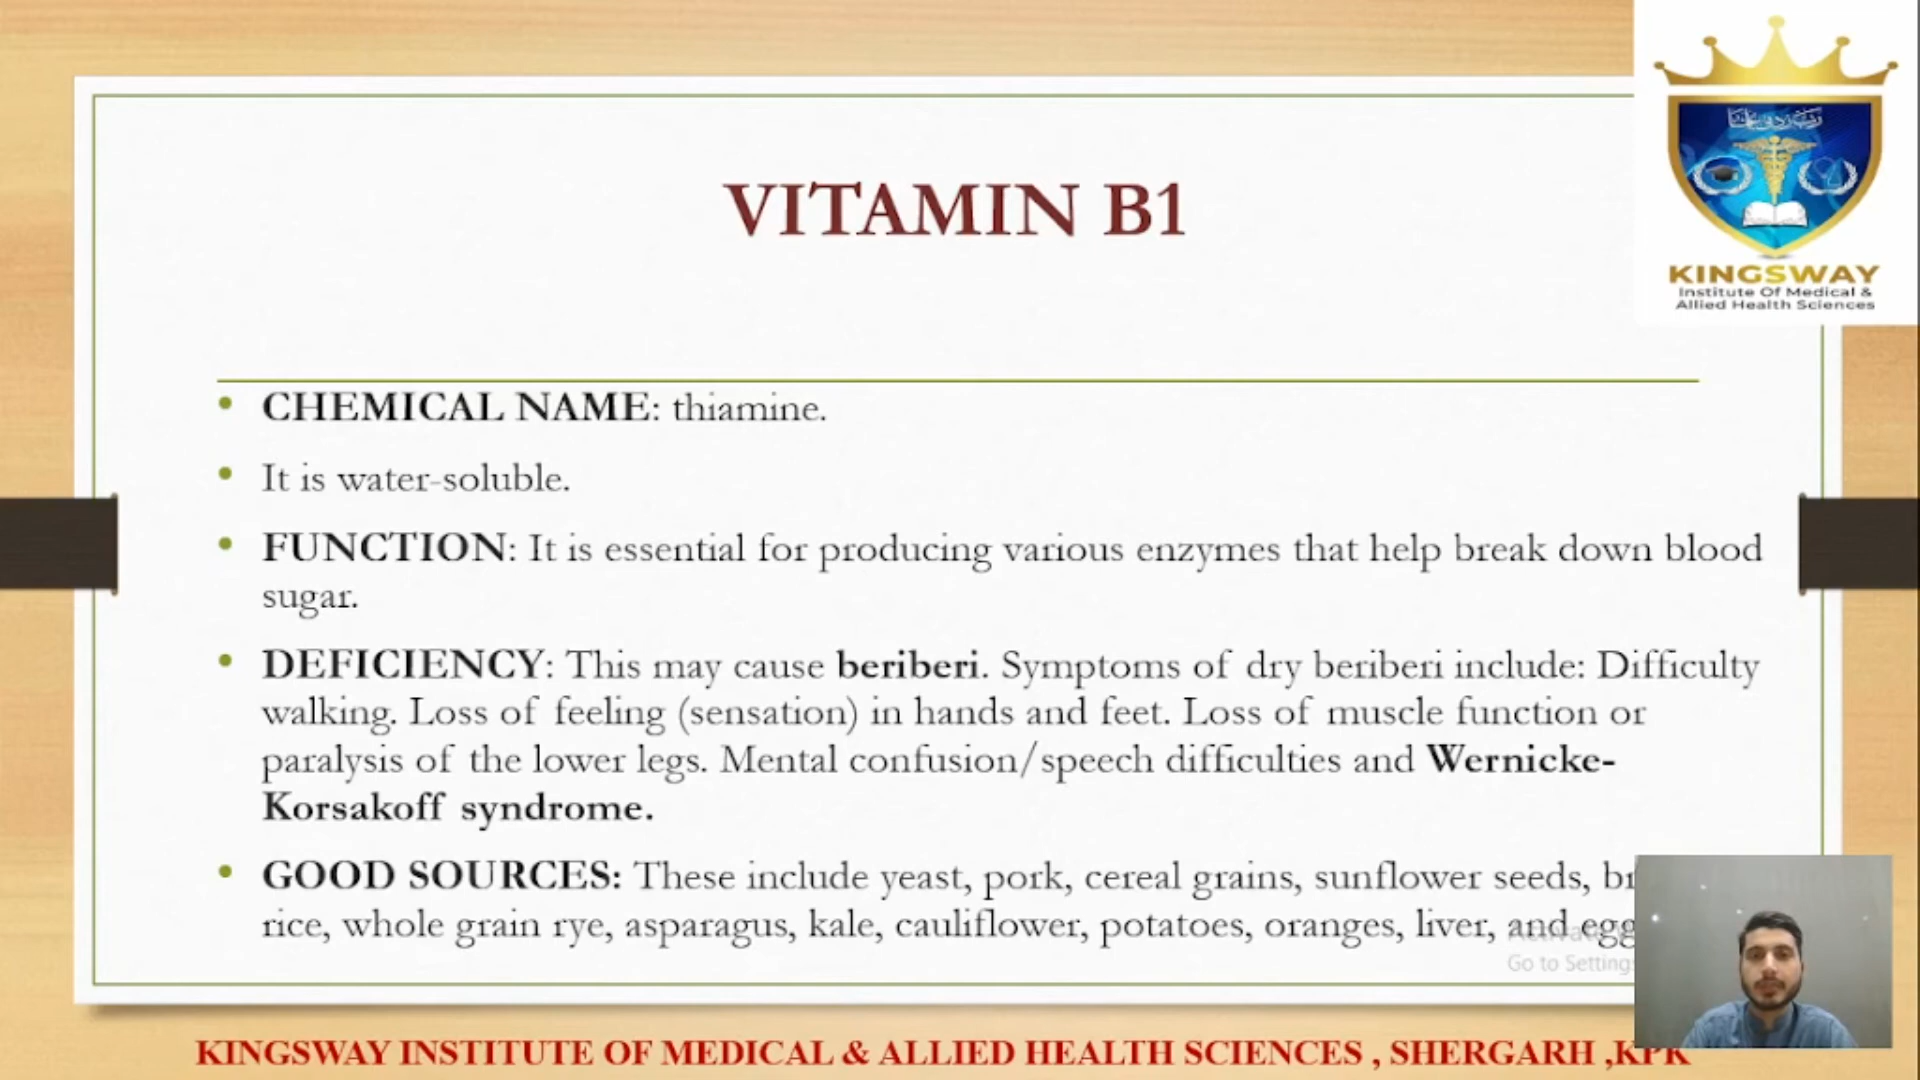 VITAMIN B1
KINGSWAY
Institute Of Medical &
Allied Health Sciences
• CHEMICAL NAME: thiamine.
• It is water-soluble.
• FUNCTION: It is essential for producing various enzymes that help break down blood
sugar.
• DEFICIENCY: This may cause beriberi. Symptoms of dry beriberi include: Difficulty
walking. Loss of feeling (sensation) in hands and feet. Loss of muscle function or
paralysis of the lower legs. Mental confusion/speech difficulties and Wernicke-
Korsakoff syndrome.
• GOOD SOURCES: These include yeast, pork, cereal grains, sunflower seeds,
rice, whole grain rye, asparagus, kale, cauliflower, potatoes, oranges, liver, and
Go to
KINGSWAY INSTITUTE OF MEDICAL & ALLIED HEALTH SCIENCES , SHERGARH ,KPK